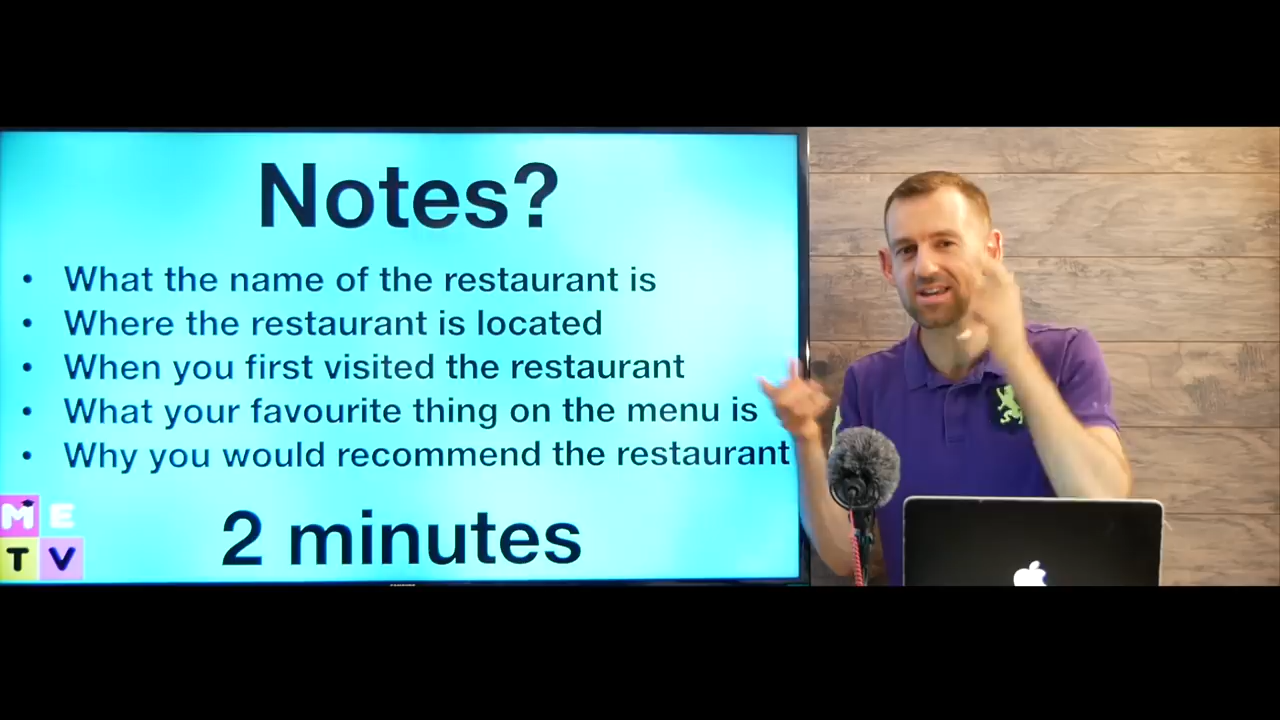 Notes?
• What the name of the restaurant is
• Where the restaurant is located
• When you first visited the restaurant
• What your favourite thing on the menu is
• Why you would recommend the restaurant
2 minutes
M E
T V